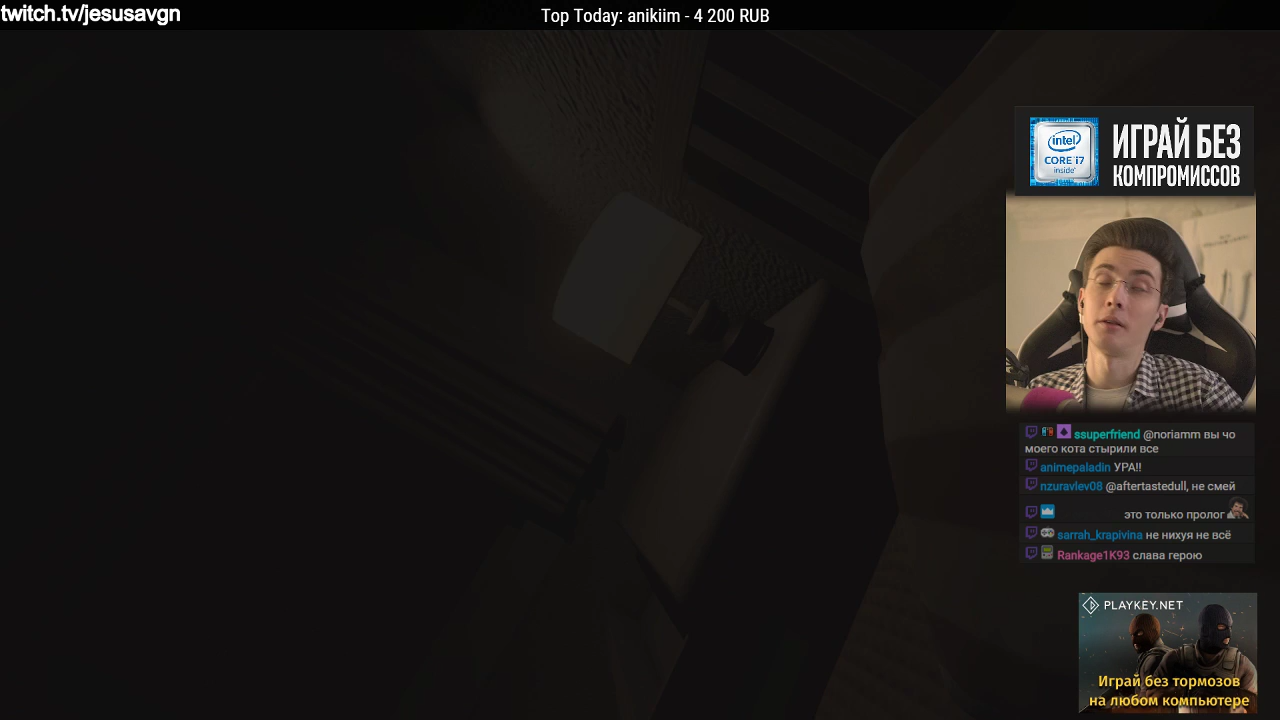 twitch.tv/jesusavgn
Top Today: anikiim - 4 200 RUB
intel
CORE i7
inside
ИГРАЙ БЕЗ
КОМПРОМИССОВ
ssuperfriend @noriamm вы чо
моего кота стырили все
animepaladin УРА!!
nzuravlev08 @aftertastedull, не смей
это только пролог
sarrah_krapivina не нихуя не всё
Rankage1K93 слава герою
PLAYKEY.NET
Играй без тормозов
на любом компьютере